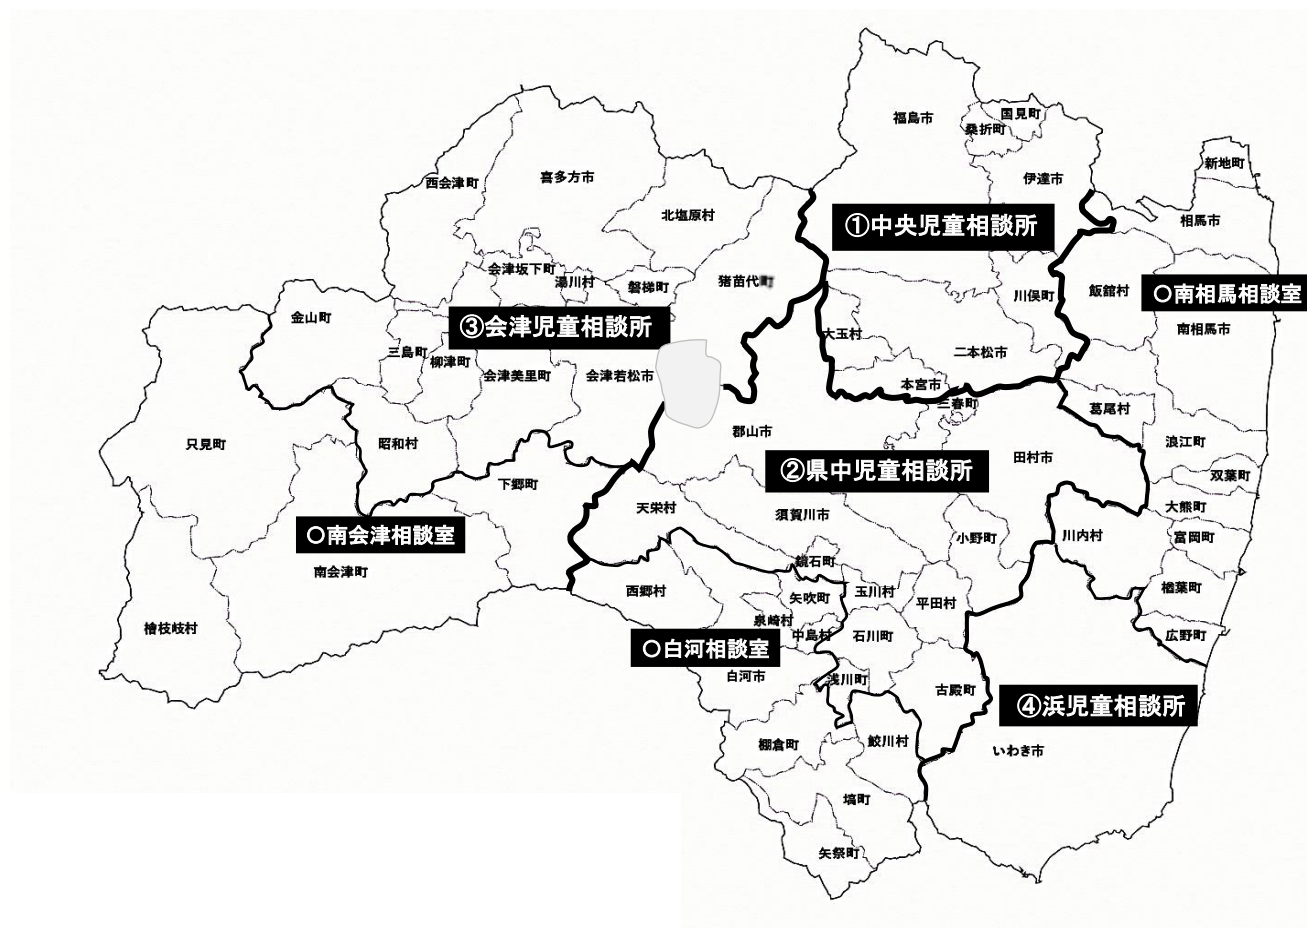 福島市
国見町
桑折町
新地町
伊達市
西会津町
喜多方市
北塩原村
相馬市
①中央児童相談所
会津坂下町
湯川村
磐梯町
猪苗代町
川俣町
飯舘村
○南相馬相談室
金山町
③会津児童相談所
南相馬市
大玉村
三島町
柳津町
二本松市
会津美里町
会津若松市
本宮市
三春町
葛尾村
郡山市
只見町
昭和村
浪江町
田村市
②県中児童相談所
双葉町
下郷町
天栄村
須賀川市
大熊町
○南会津相談室
小野町
川内村
富岡町
鏡石町
南会津町
西郷村
矢吹町
玉川村
平田村
楢葉町
泉崎村
檜枝岐村
中島村
石川町
広野町
○白河相談室
白河市
浅川町
古殿町
④浜児童相談所
棚倉町
鮫川村
いわき市
塙町
矢祭町